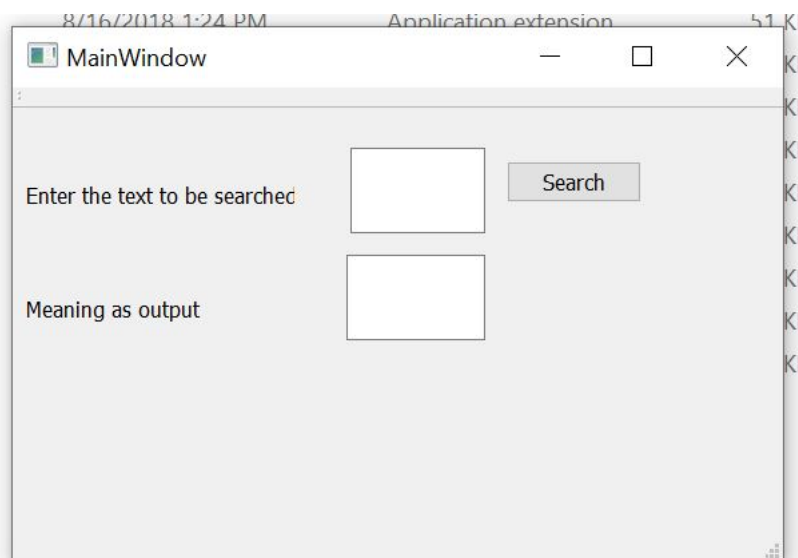 8/16/2018 1:24 PM Application extension 51 K
MainWindow
K
K
K
K
Search
Enter the text to be searched
K
K
K
Meaning as output
K
K